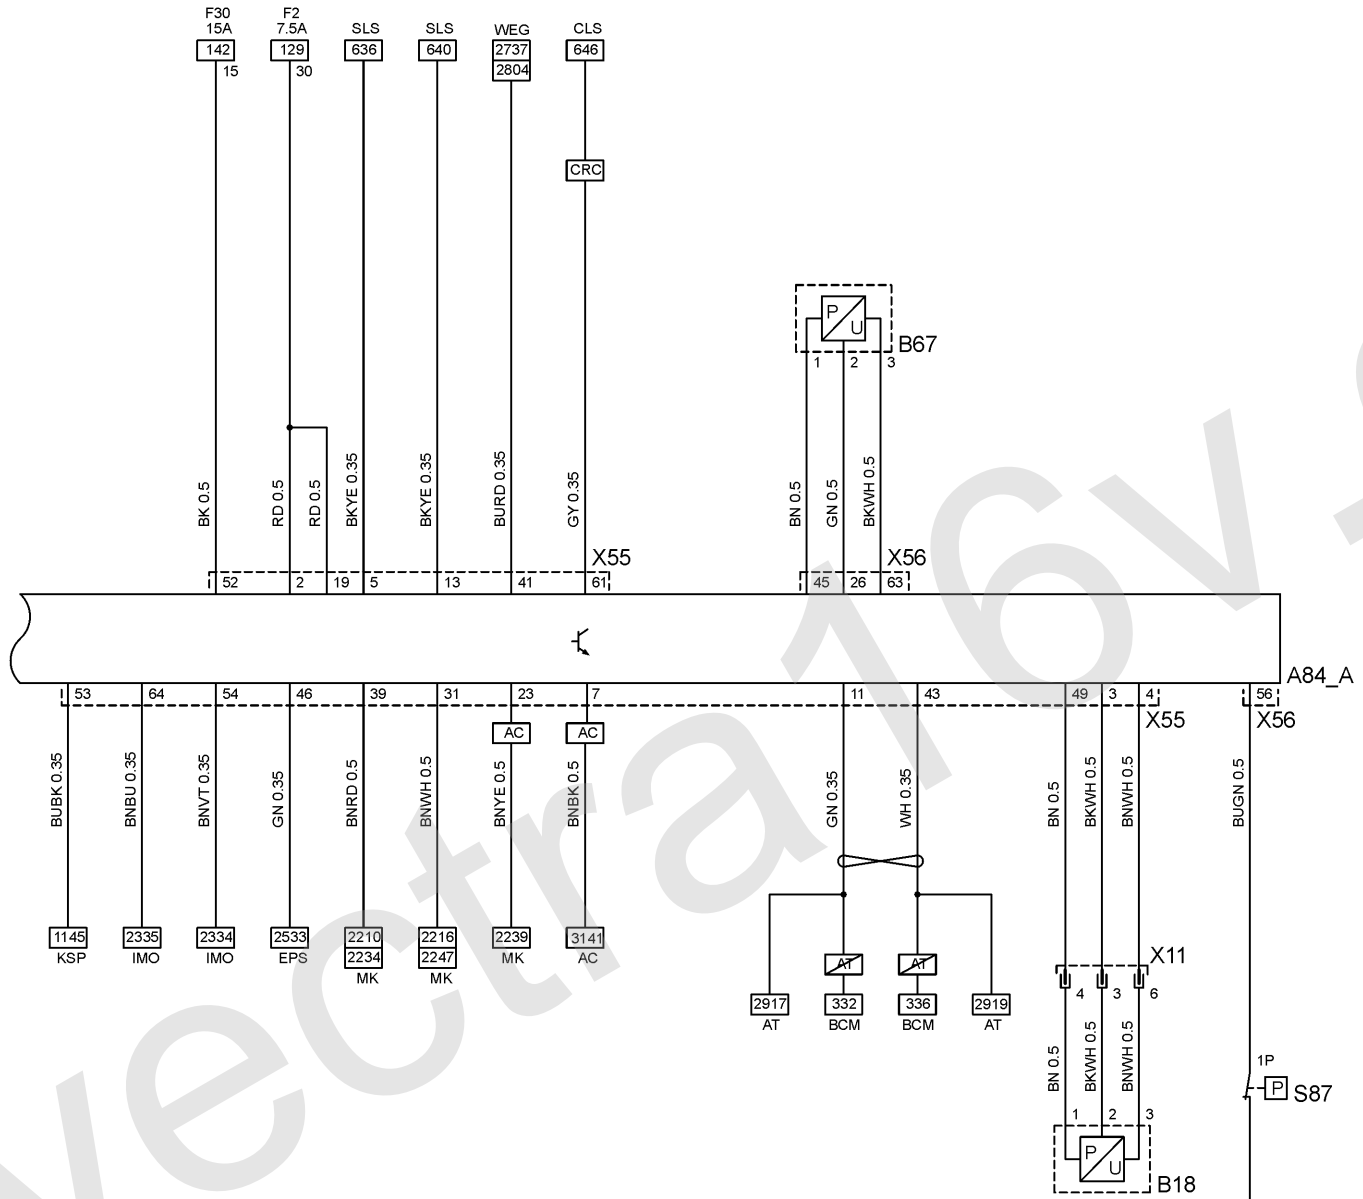 F30 F2
15A 7.5A SLS SLS WEG CLS
142 129 636 640 2737 646
15 30 2804
CRC
P U
B67
1 2 3
BK 0.5 RD 0.5 RD 0.5 BKYE 0.35 BKYE 0.35 BURD 0.35 GY 0.35 BN 0.5 GN 0.5 BKWH 0.5
X55 X56
52 2 19 5 13 41 61 45 26 63
vectra16v
A84_A
53 64 54 46 39 31 23 7 11 43 49 3 4 56
X55 X56
AC AC
BUBK 0.35 BNBU 0.35 BNVT 0.35 GN 0.35 BNRD 0.5 BNWH 0.5 BNYE 0.5 BNBK 0.5 GN 0.35 WH 0.35 BN 0.5 BKWH 0.5 BNWH 0.5 BUGN 0.5
1145 2335 2334 2533 2210 2216 2239 3141
KSP IMO IMO EPS 2234 2247 MK AC
MK MK
X11
AT AT
4 3 6
2917 332 336 2919
AT BCM BCM AT
BN 0.5 BKWH 0.5 BNWH 0.5
1P
P S87
1 2 3
P U
B18